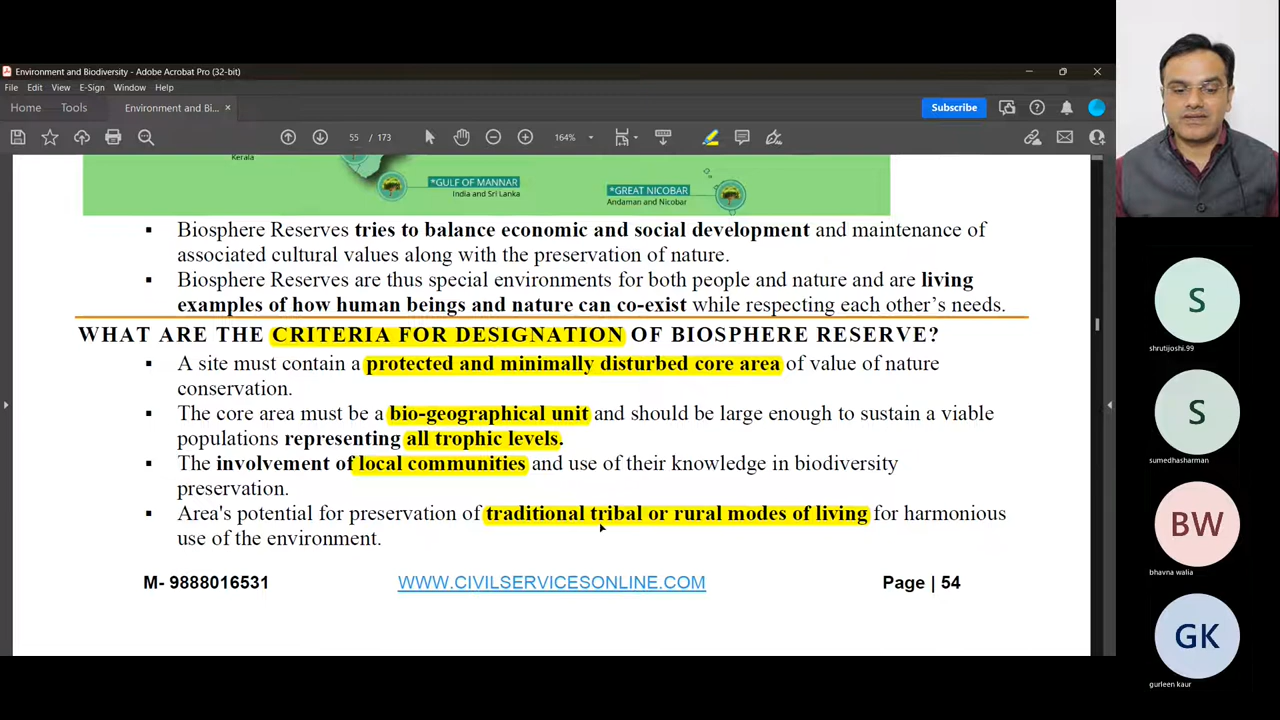 Environment and Biodiversity - Adobe Acrobat Pro (32-bit)
File Edit View E-Sign Window Help
Home Tools Environment and Bi... ×
Subscribe
55 / 173
164%
Kerala
*GULF OF MANNAR
India and Sri Lanka
*GREAT NICOBAR
Andaman and Nicobar
▪ Biosphere Reserves tries to balance economic and social development and maintenance of
associated cultural values along with the preservation of nature.
▪ Biosphere Reserves are thus special environments for both people and nature and are living
examples of how human beings and nature can co-exist while respecting each other's needs.
WHAT ARE THE CRITERIA FOR DESIGNATION OF BIOSPHERE RESERVE?
▪ A site must contain a protected and minimally disturbed core area of value of nature
conservation.
▪ The core area must be a bio-geographical unit and should be large enough to sustain a viable
populations representing all trophic levels.
▪ The involvement of local communities and use of their knowledge in biodiversity
preservation.
▪ Area's potential for preservation of traditional tribal or rural modes of living for harmonious
use of the environment.
M- 9888016531 WWW.CIVILSERVICESONLINE.COM Page | 54
S
shrutijoshi.99
S
sumedhasharman
BW
bhavna walia
GK
gurleen kaur